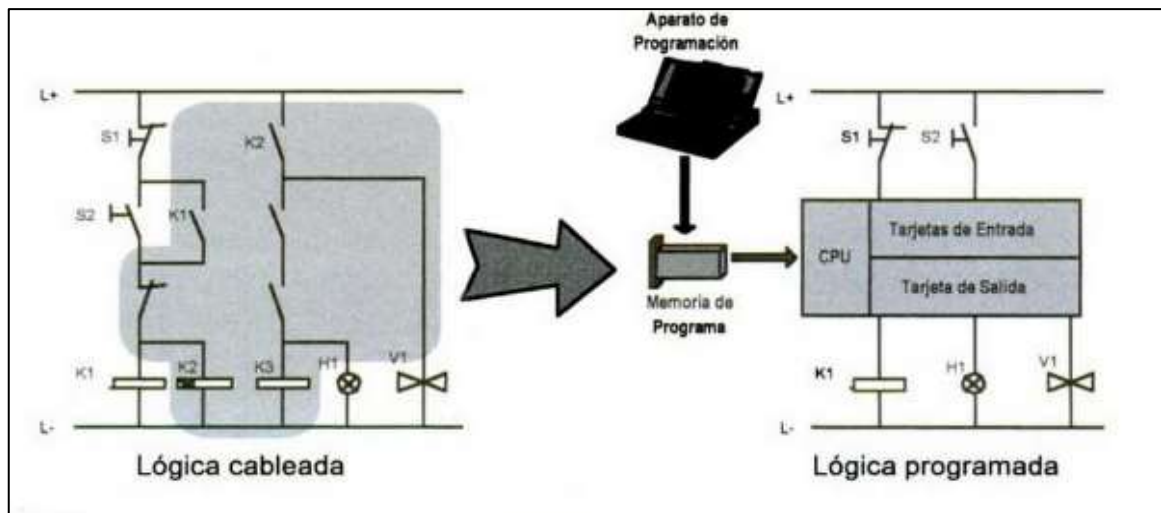 Aparato de
Programación
L+
S1
K2
S2
K1
K1
K2
K3
H1
V1
L-
Lógica cableada
Memoria de
Programa
L+
S1
S2
CPU
Tarjetas de Entrada
Tarjeta de Salida
K1
H1
V1
L-
Lógica programada